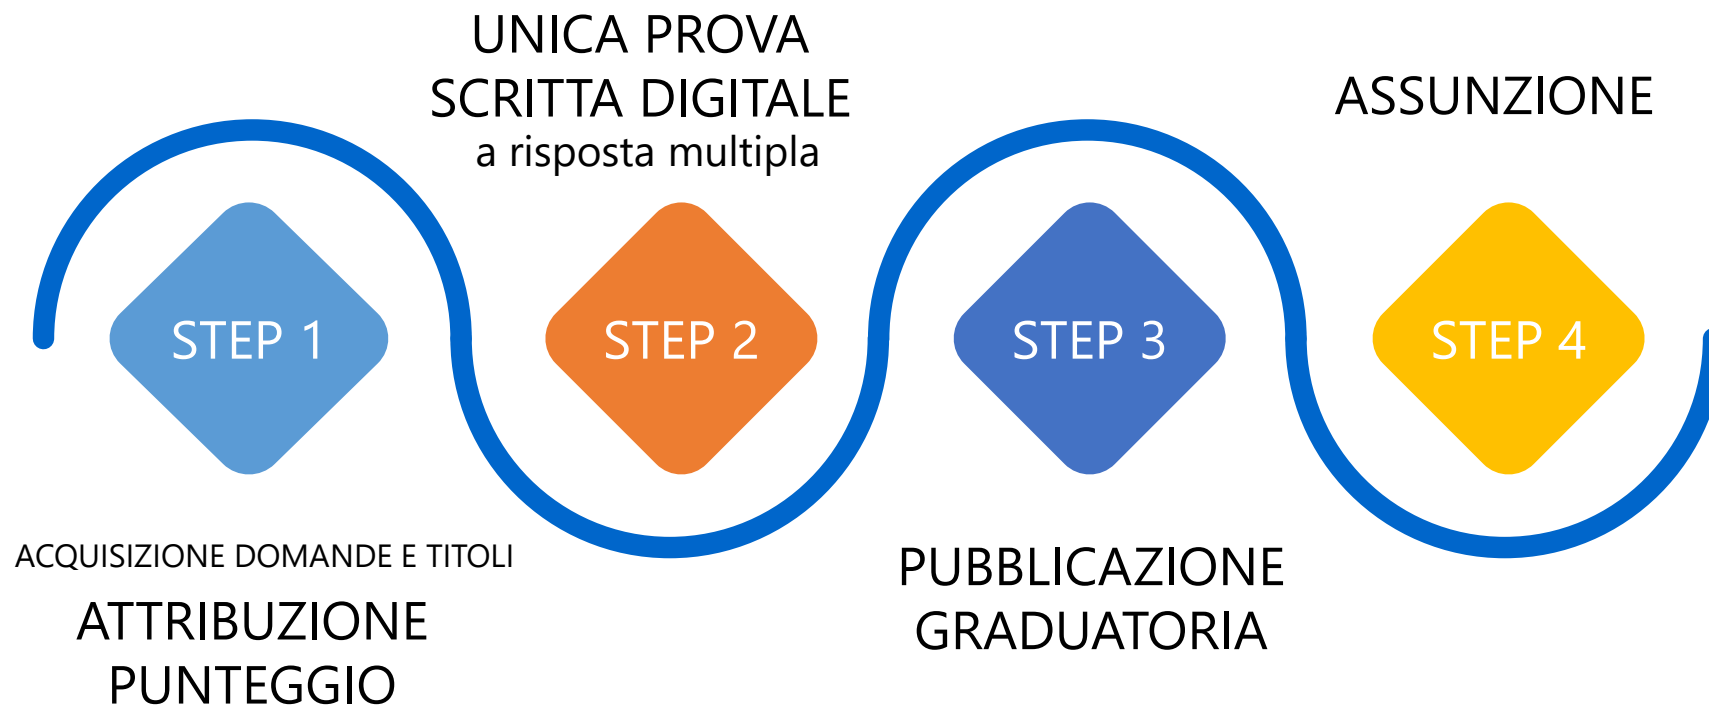 STEP 1
ACQUISIZIONE DOMANDE E TITOLI
ATTRIBUZIONE
PUNTEGGIO
UNICA PROVA
SCRITTA DIGITALE
a risposta multipla
STEP 2
STEP 3
PUBBLICAZIONE
GRADUATORIA
ASSUNZIONE
STEP 4